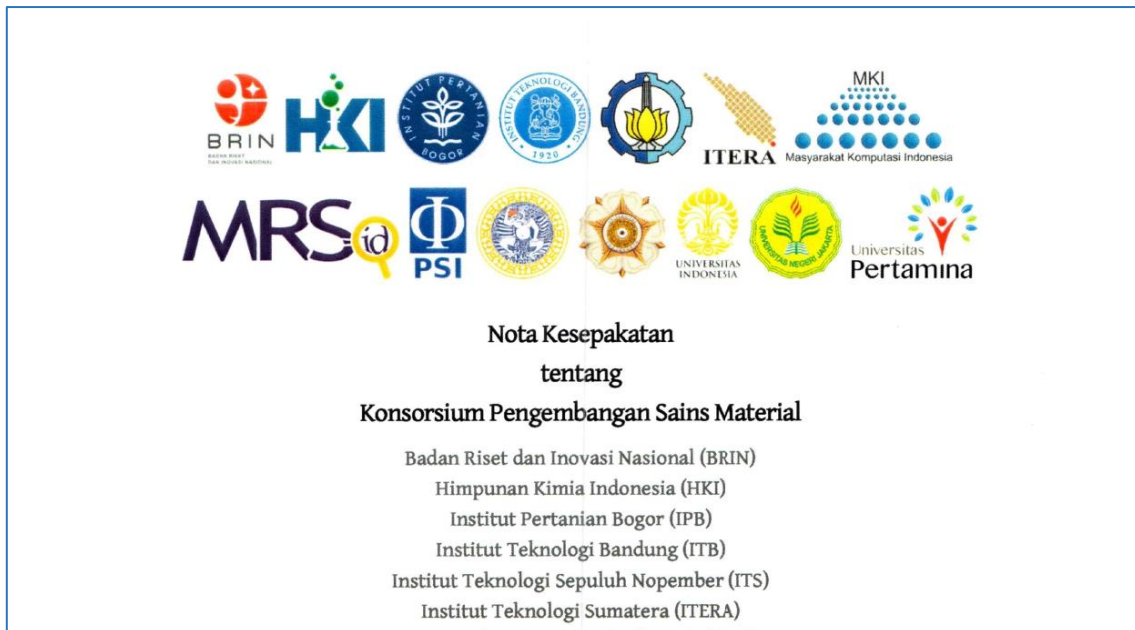 BRIN
BADAN RISET
DAN INOVASI NASIONAL
HKI
INSTITUT PERTANIAN
BOGOR
INSTITUT TEKNOLOGI BANDUNG
1920
ITERA
MKI
Masyarakat Komputasi Indonesia
MRS id
PSI
UNIVERSITAS
INDONESIA
UNIVERSITAS NEGERI JAKARTA
Universitas
Pertamina
Nota Kesepakatan
tentang
Konsorsium Pengembangan Sains Material
Badan Riset dan Inovasi Nasional (BRIN)
Himpunan Kimia Indonesia (HKI)
Institut Pertanian Bogor (IPB)
Institut Teknologi Bandung (ITB)
Institut Teknologi Sepuluh Nopember (ITS)
Institut Teknologi Sumatera (ITERA)